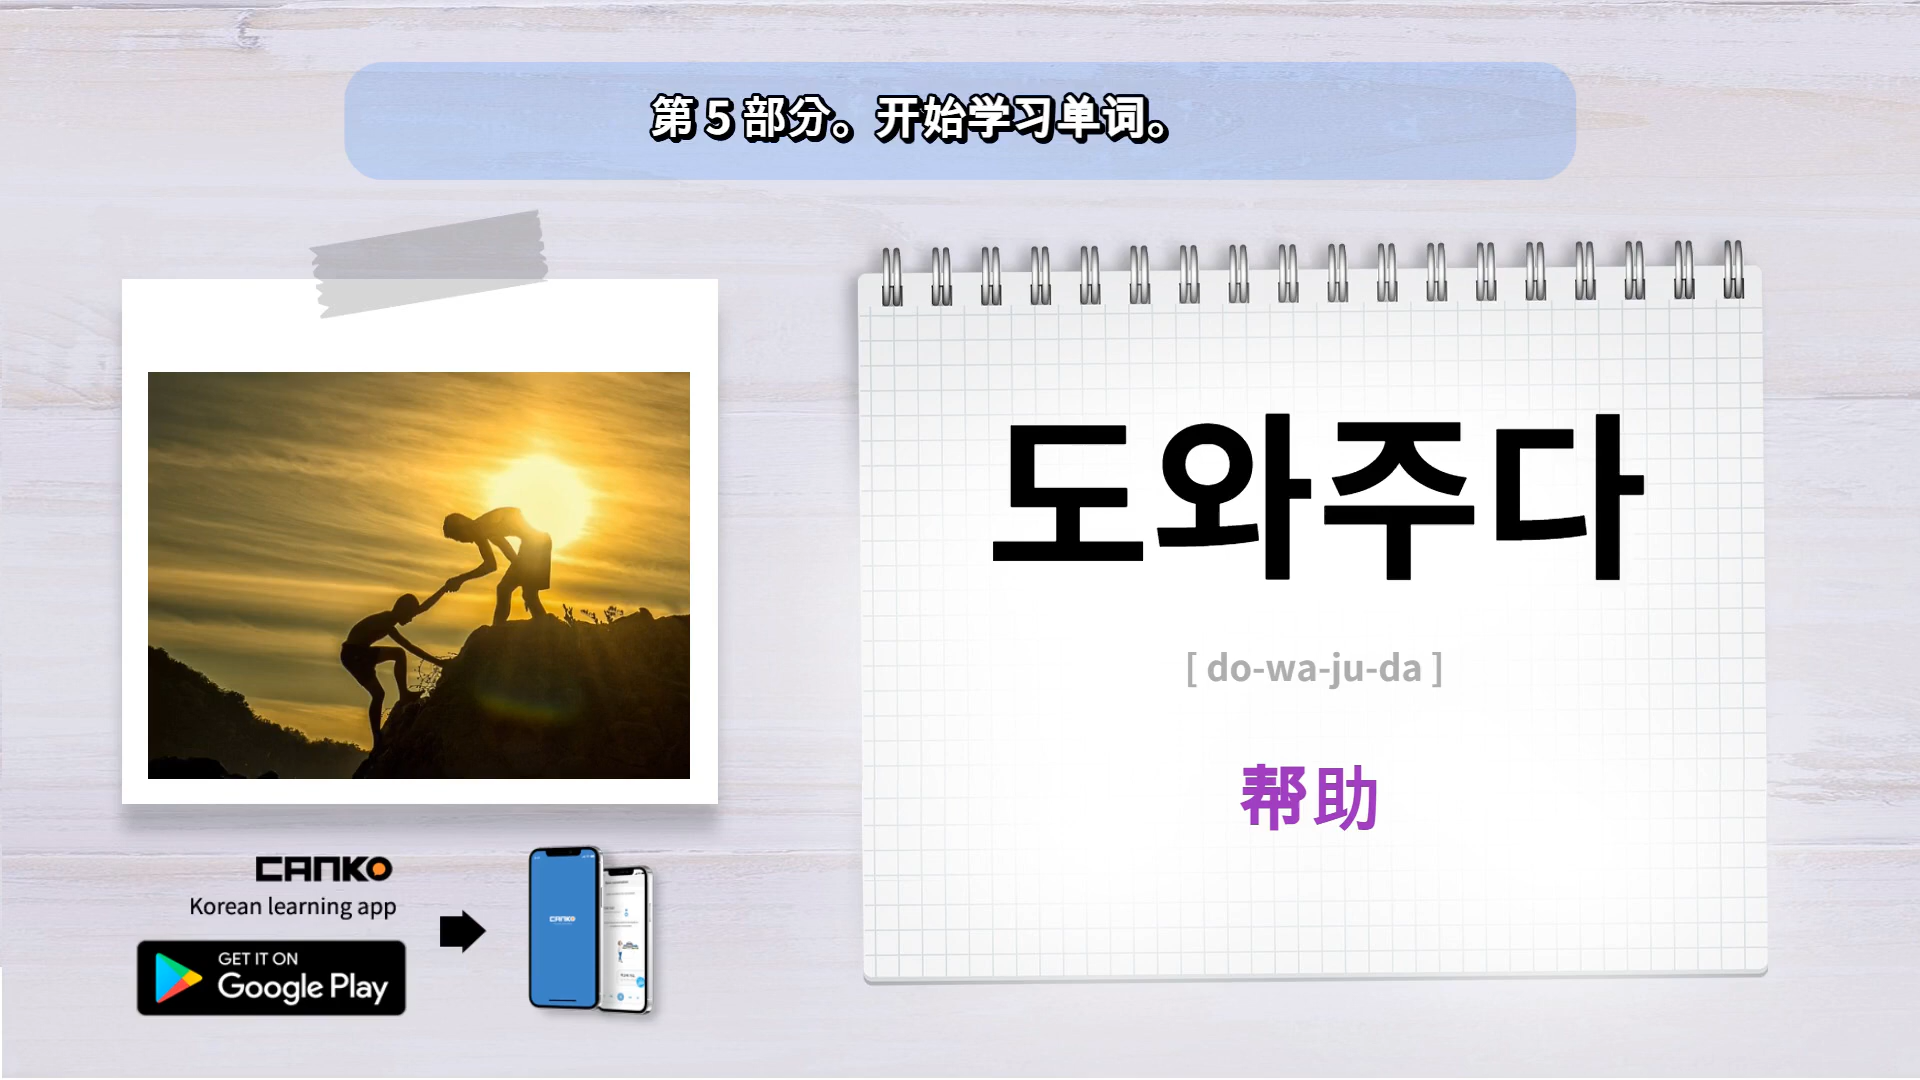 第5部分。开始学习单词。
도와주다
[ do-wa-ju-da ]
帮助
CANKO
Korean learning app
GET IT ON
Google Play
CANKO